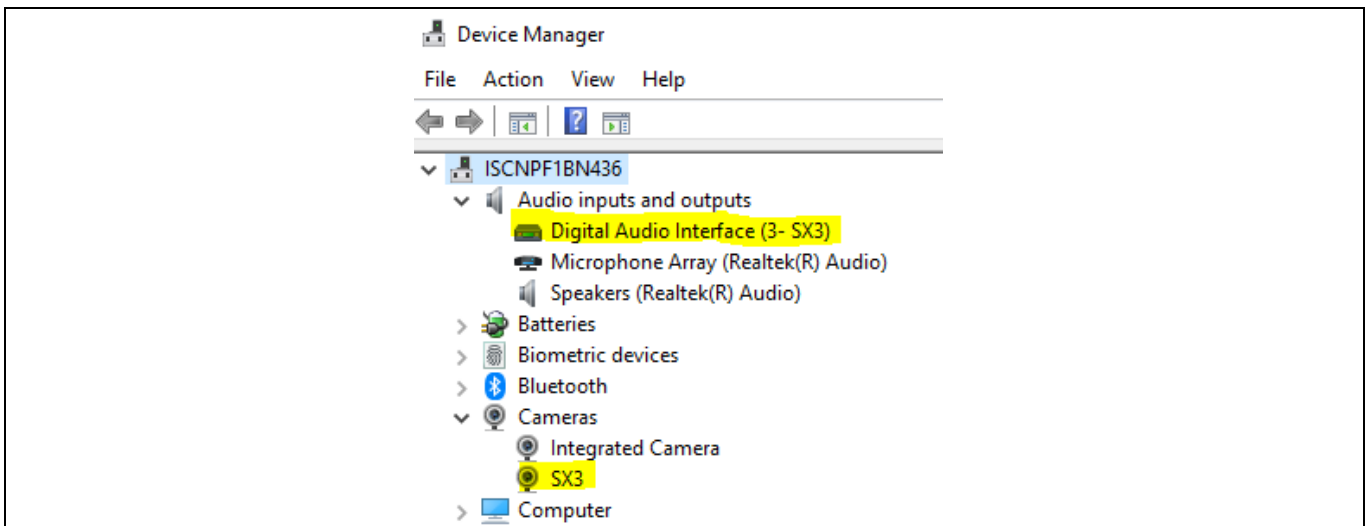 Device Manager
File Action View Help
ISCNPF1BN436
Audio inputs and outputs
Digital Audio Interface (3- SX3)
Microphone Array (Realtek(R) Audio)
Speakers (Realtek(R) Audio)
Batteries
Biometric devices
Bluetooth
Cameras
Integrated Camera
SX3
Computer